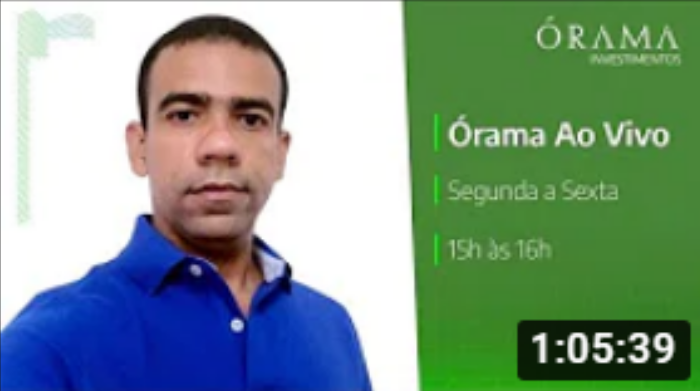 ÓRAMA
INVESTIMENTOS
Órama Ao Vivo
Segunda a Sexta
15h às 16h
1:05:39